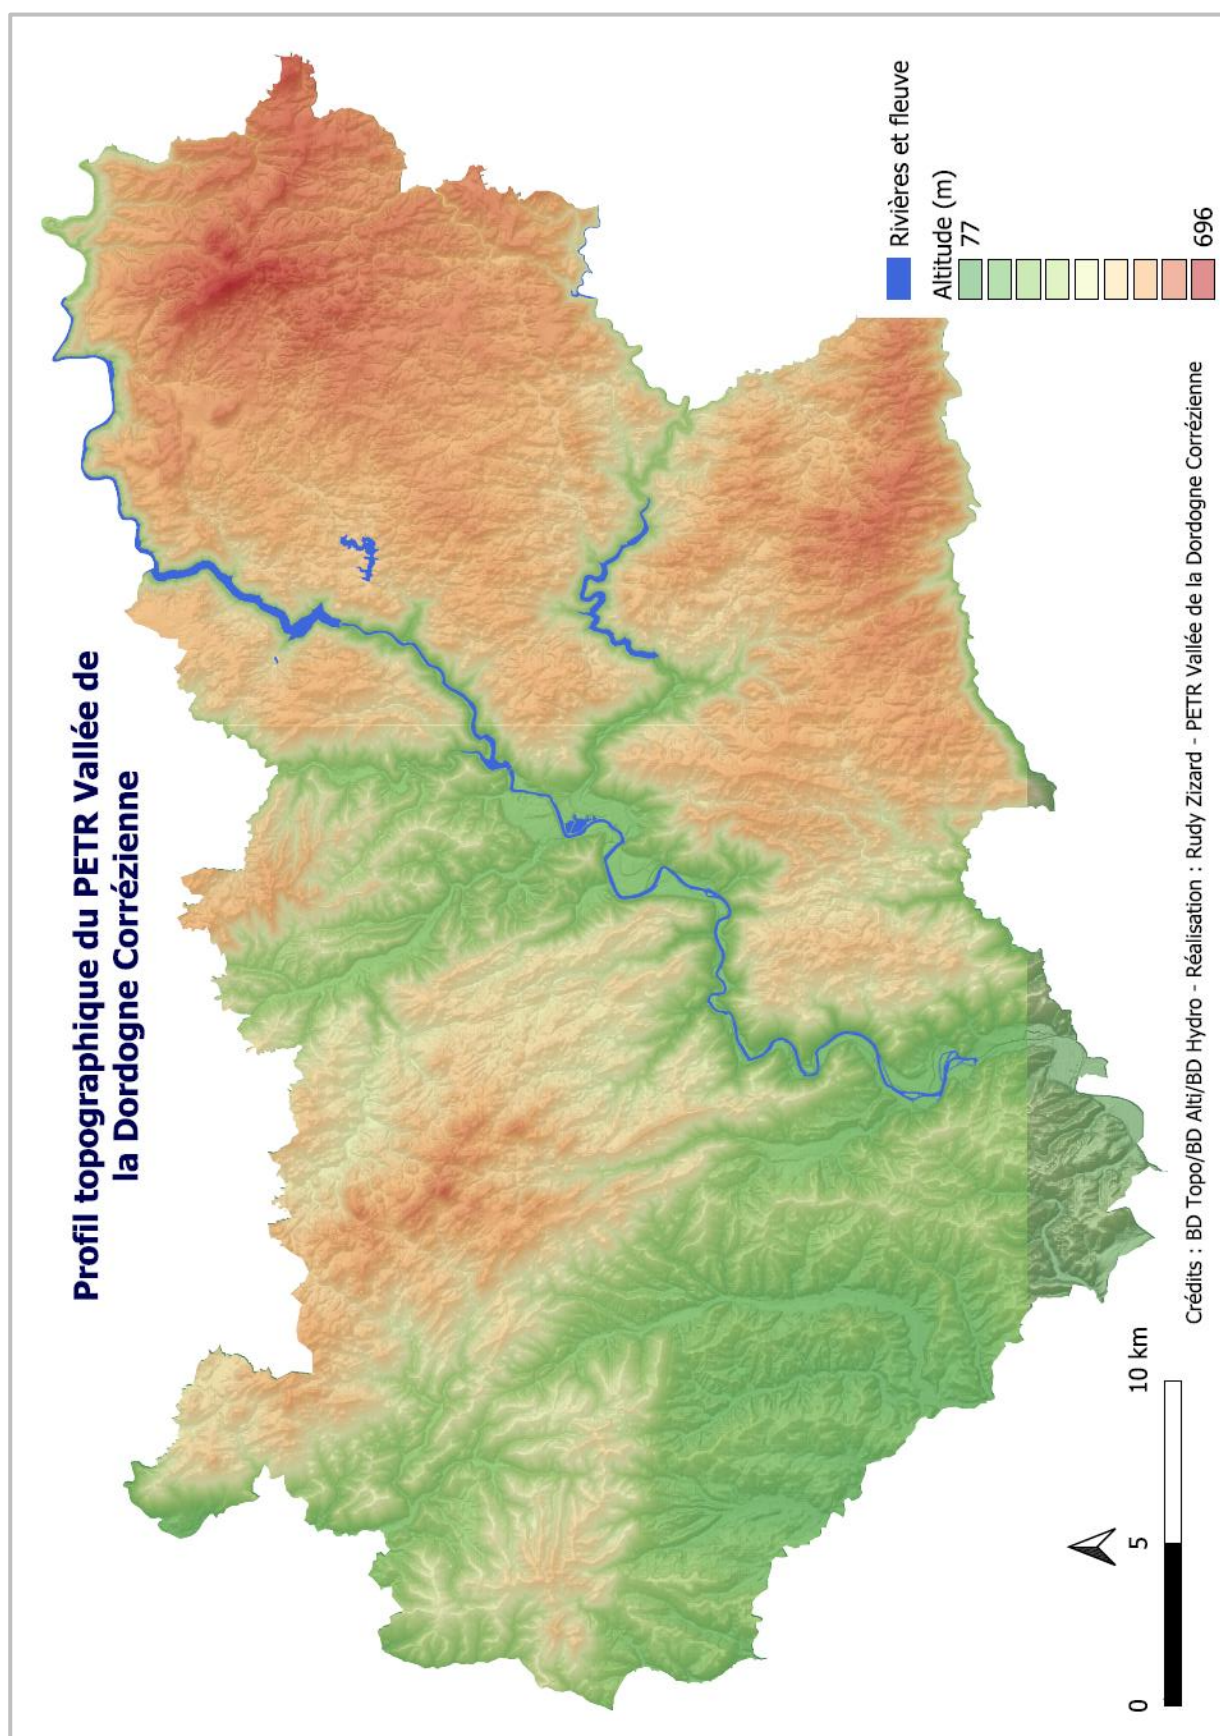 Profil topographique du PETR Vallée de
la Dordogne Corrézienne
Rivières et fleuve
Altitude (m)
77
696
0 5 10 km
Crédits : BD Topo/BD Alti/BD Hydro - Réalisation : Rudy Zizard - PETR Vallée de la Dordogne Corrézienne